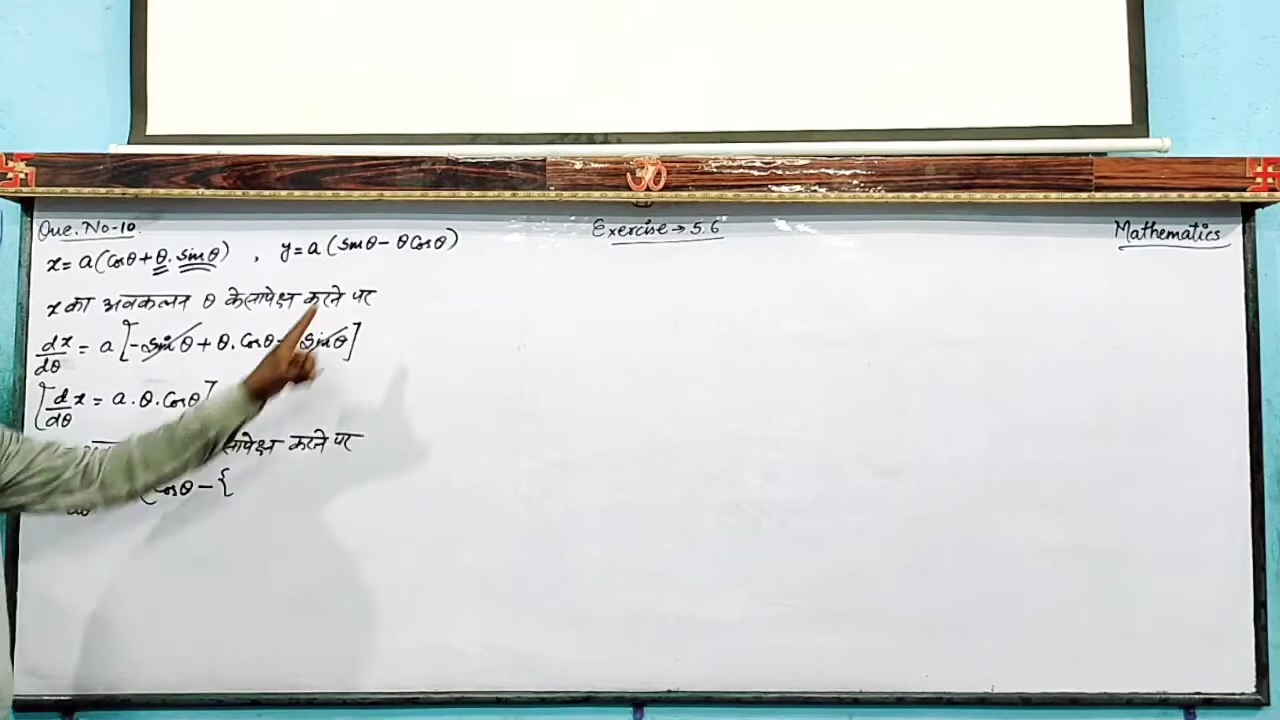 Que. No-10.
Exercise → 5.6
Mathematics
x = a(Cosθ + θ. sinθ) , y = a(Sinθ - θCosθ)
x का अवकलन θ के सापेक्ष करने पर
dx/dθ = a [-Sinθ + θ. Cosθ Sinθ]
[d/dθ x = a . θ. Cosθ]
सापेक्ष करने पर
Cosθ - {
ॐ